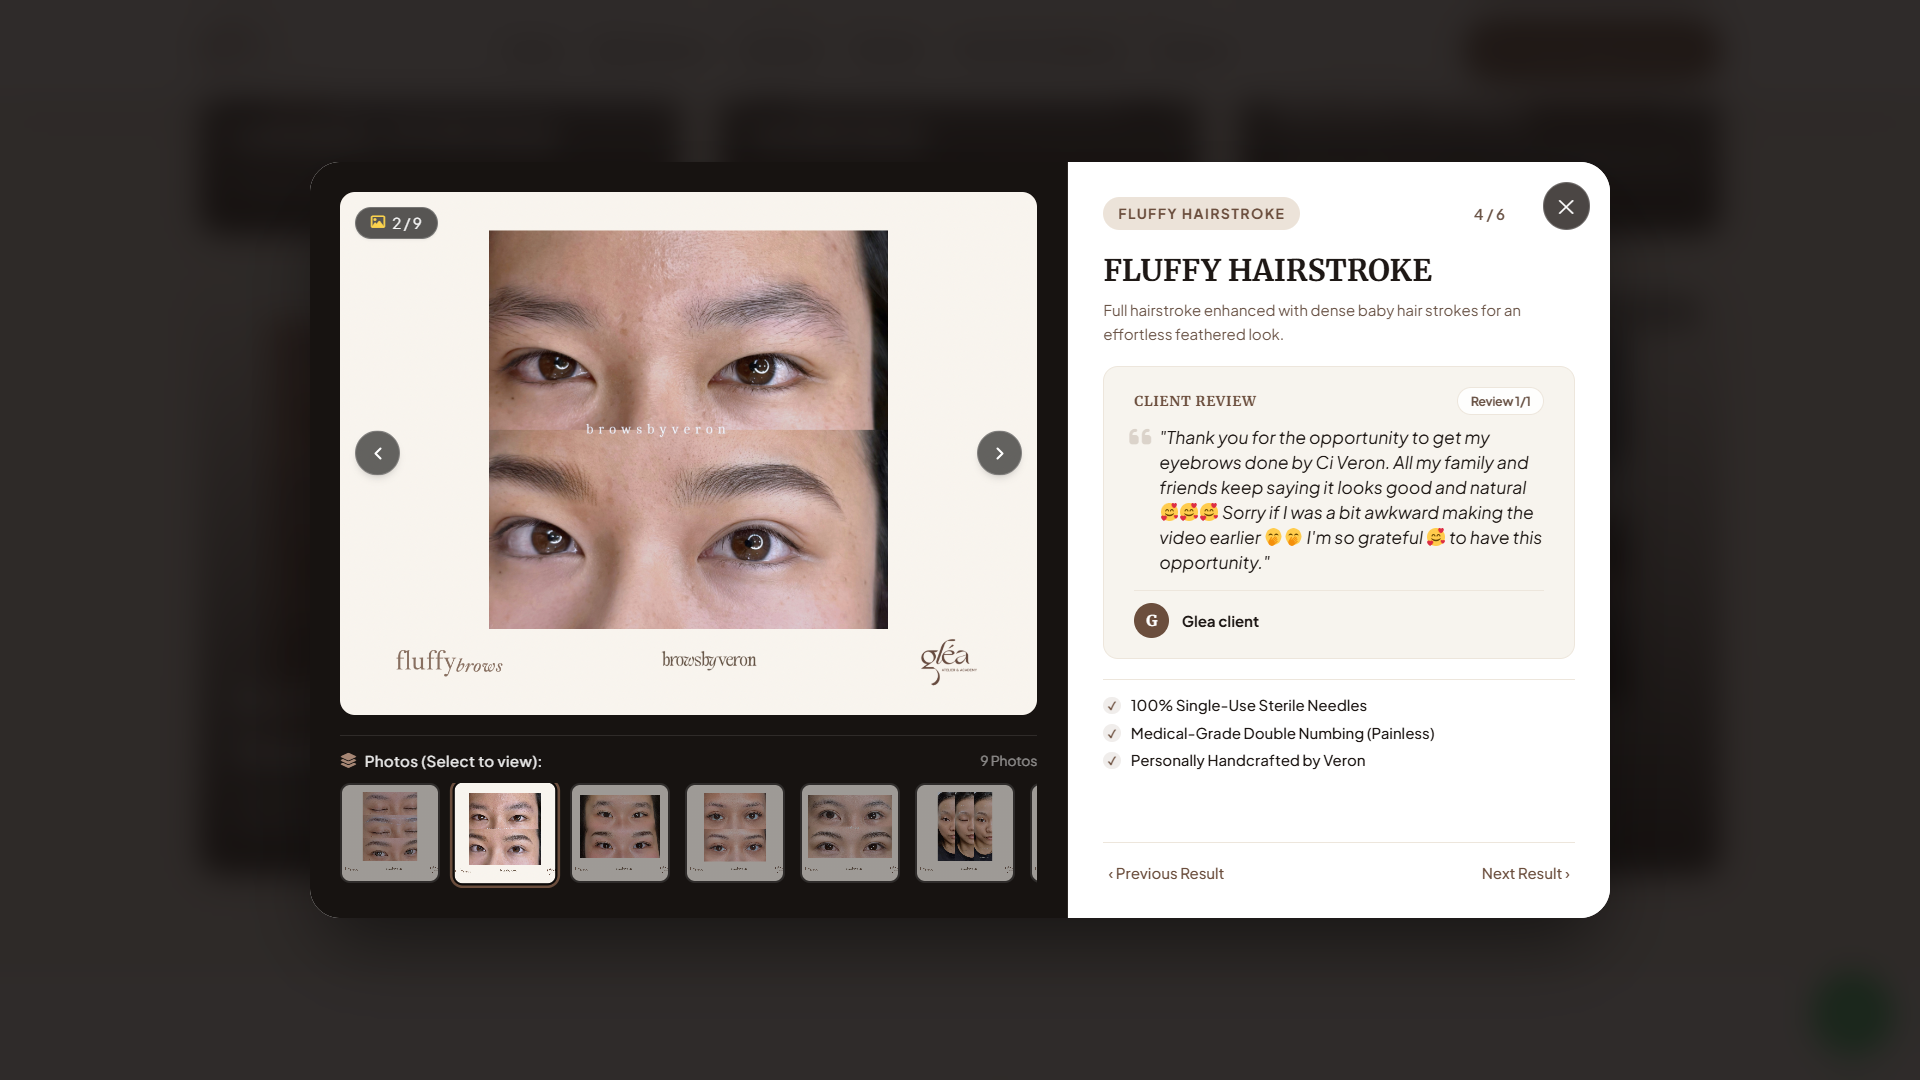 2/9
browsbyveron
fluffybrows
browsbyveron
gléa
Photos (Select to view):
9 Photos
FLUFFY HAIRSTROKE
4/6
FLUFFY HAIRSTROKE
Full hairstroke enhanced with dense baby hair strokes for an
effortless feathered look.
CLIENT REVIEW
Review 1/1
"Thank you for the opportunity to get my
eyebrows done by Ci Veron. All my family and
friends keep saying it looks good and natural
🥰🥰🥰 Sorry if I was a bit awkward making the
video earlier 🤭🤭 I'm so grateful 🥰 to have this
opportunity."
G
Glea client
100% Single-Use Sterile Needles
Medical-Grade Double Numbing (Painless)
Personally Handcrafted by Veron
‹ Previous Result
Next Result ›